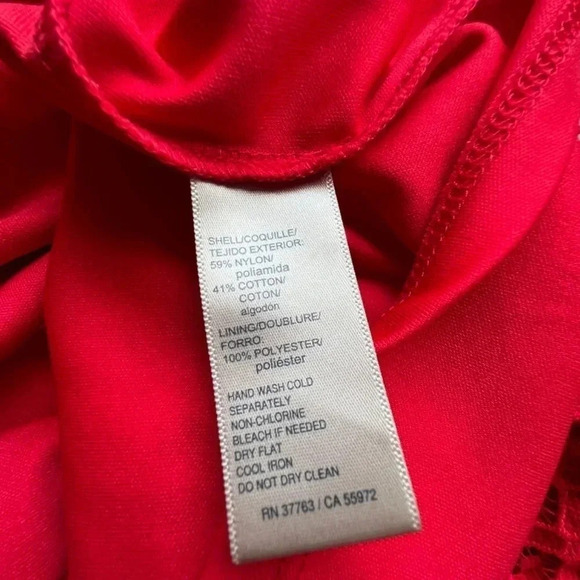 SHELL/COQUILLE/
TEJIDO EXTERIOR:
59% NYLON/
poliamida
41% COTTON/
COTON/
algodón
LINING/DOUBLURE/
FORRO:
100% POLYESTER/
poliéster
HAND WASH COLD
SEPARATELY
NON-CHLORINE
BLEACH IF NEEDED
DRY FLAT
COOL IRON
DO NOT DRY CLEAN
RN 37763 / CA 55972